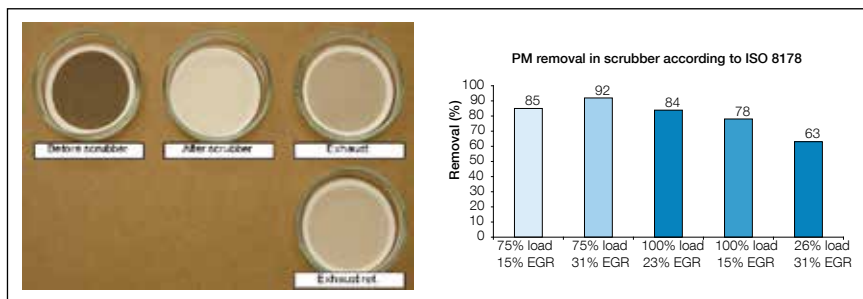 Before scrubber
After scrubber
Exhaust
Exhaust ref.
PM removal in scrubber according to ISO 8178
Removal (%)
100
90
80
70
60
50
40
30
20
10
0
85
92
84
78
63
75% load 75% load 100% load 100% load 26% load
15% EGR 31% EGR 23% EGR 15% EGR 31% EGR